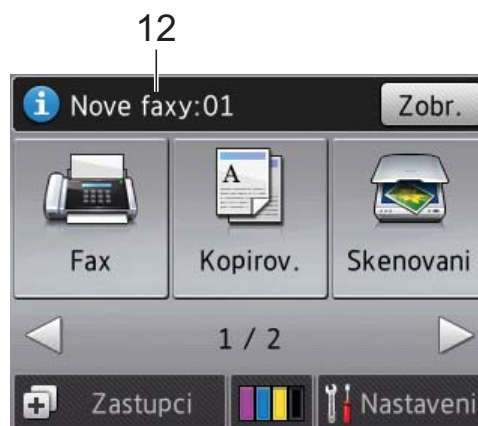 12
Nove faxy:01 Zobr.
A
Fax Kopirov. Skenovani
1 / 2
Zastupci Nastaveni